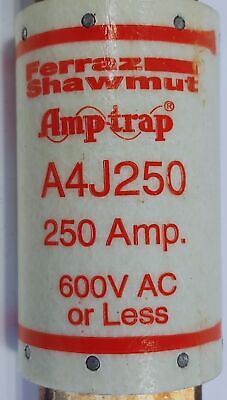 Ferraz
Shawmut
Amp-trap®
A4J250
250 Amp.
600V AC
or Less